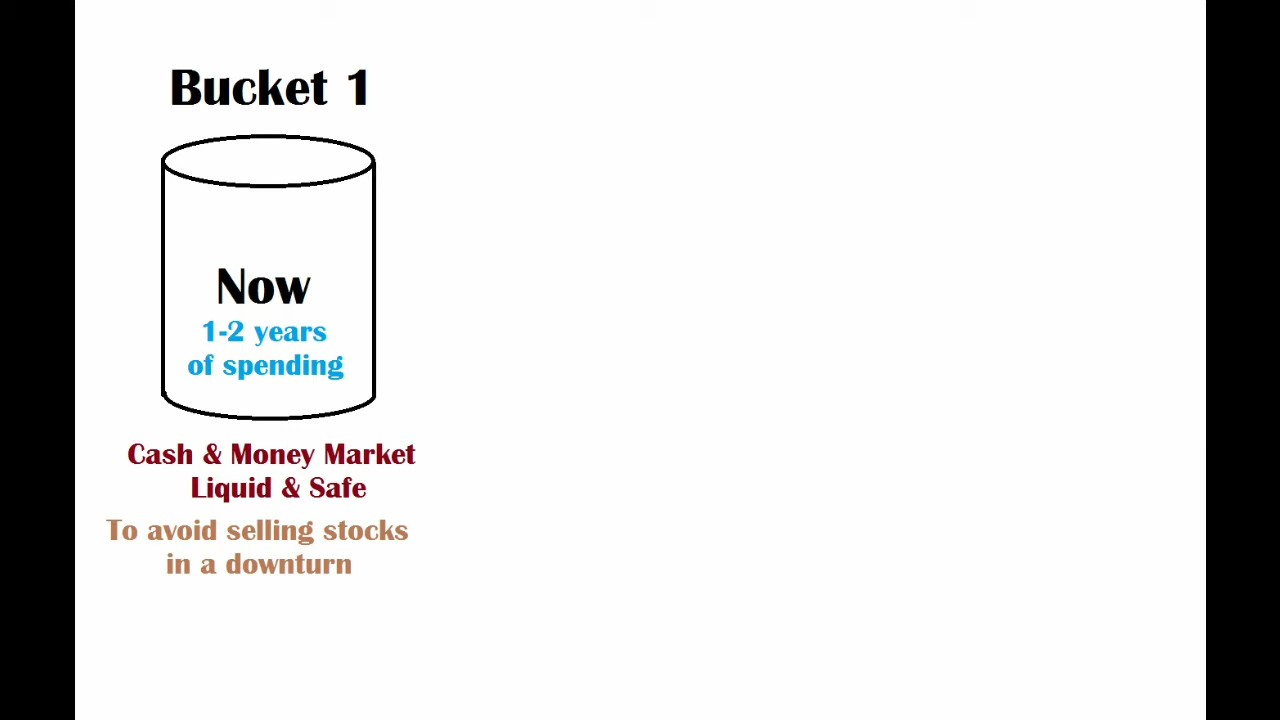 Bucket 1
Now
1-2 years
of spending
Cash & Money Market
Liquid & Safe
To avoid selling stocks
in a downturn